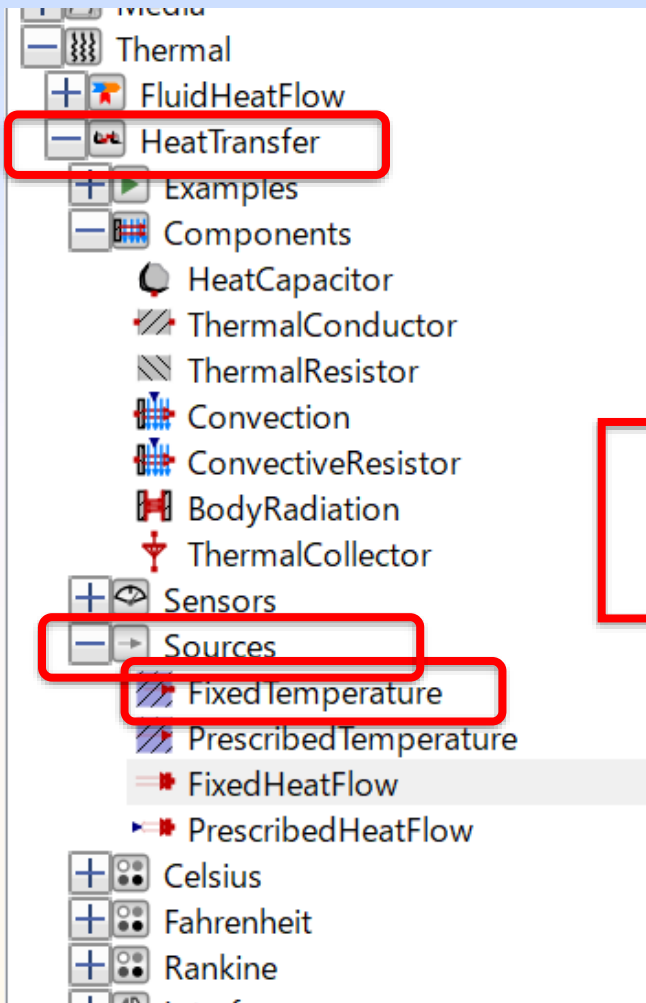 Media
Thermal
FluidHeatFlow
HeatTransfer
Examples
Components
HeatCapacitor
ThermalConductor
ThermalResistor
Convection
ConvectiveResistor
BodyRadiation
ThermalCollector
Sensors
Sources
FixedTemperature
PrescribedTemperature
FixedHeatFlow
PrescribedHeatFlow
Celsius
Fahrenheit
Rankine